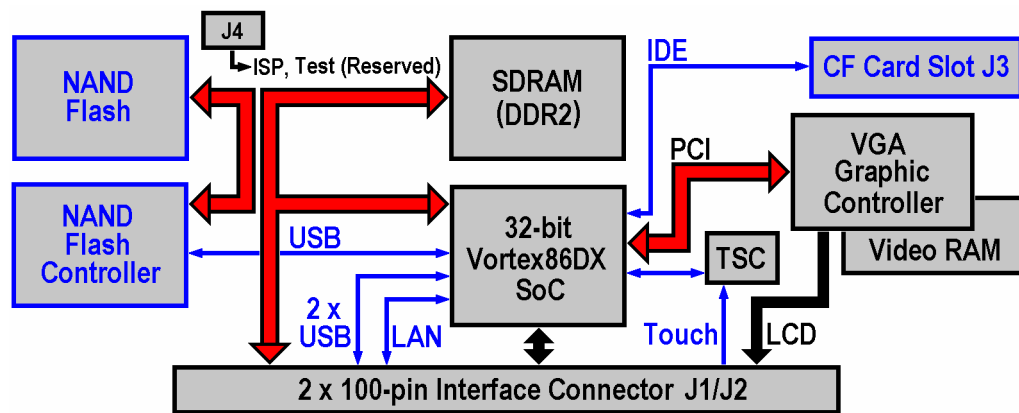 J4
ISP, Test (Reserved)
NAND
Flash
SDRAM
(DDR2)
IDE
CF Card Slot J3
PCI
VGA
Graphic
Controller
Video RAM
NAND
Flash
Controller
USB
32-bit
Vortex86DX
SoC
TSC
2 x
USB
LAN
Touch
LCD
2 x 100-pin Interface Connector J1/J2